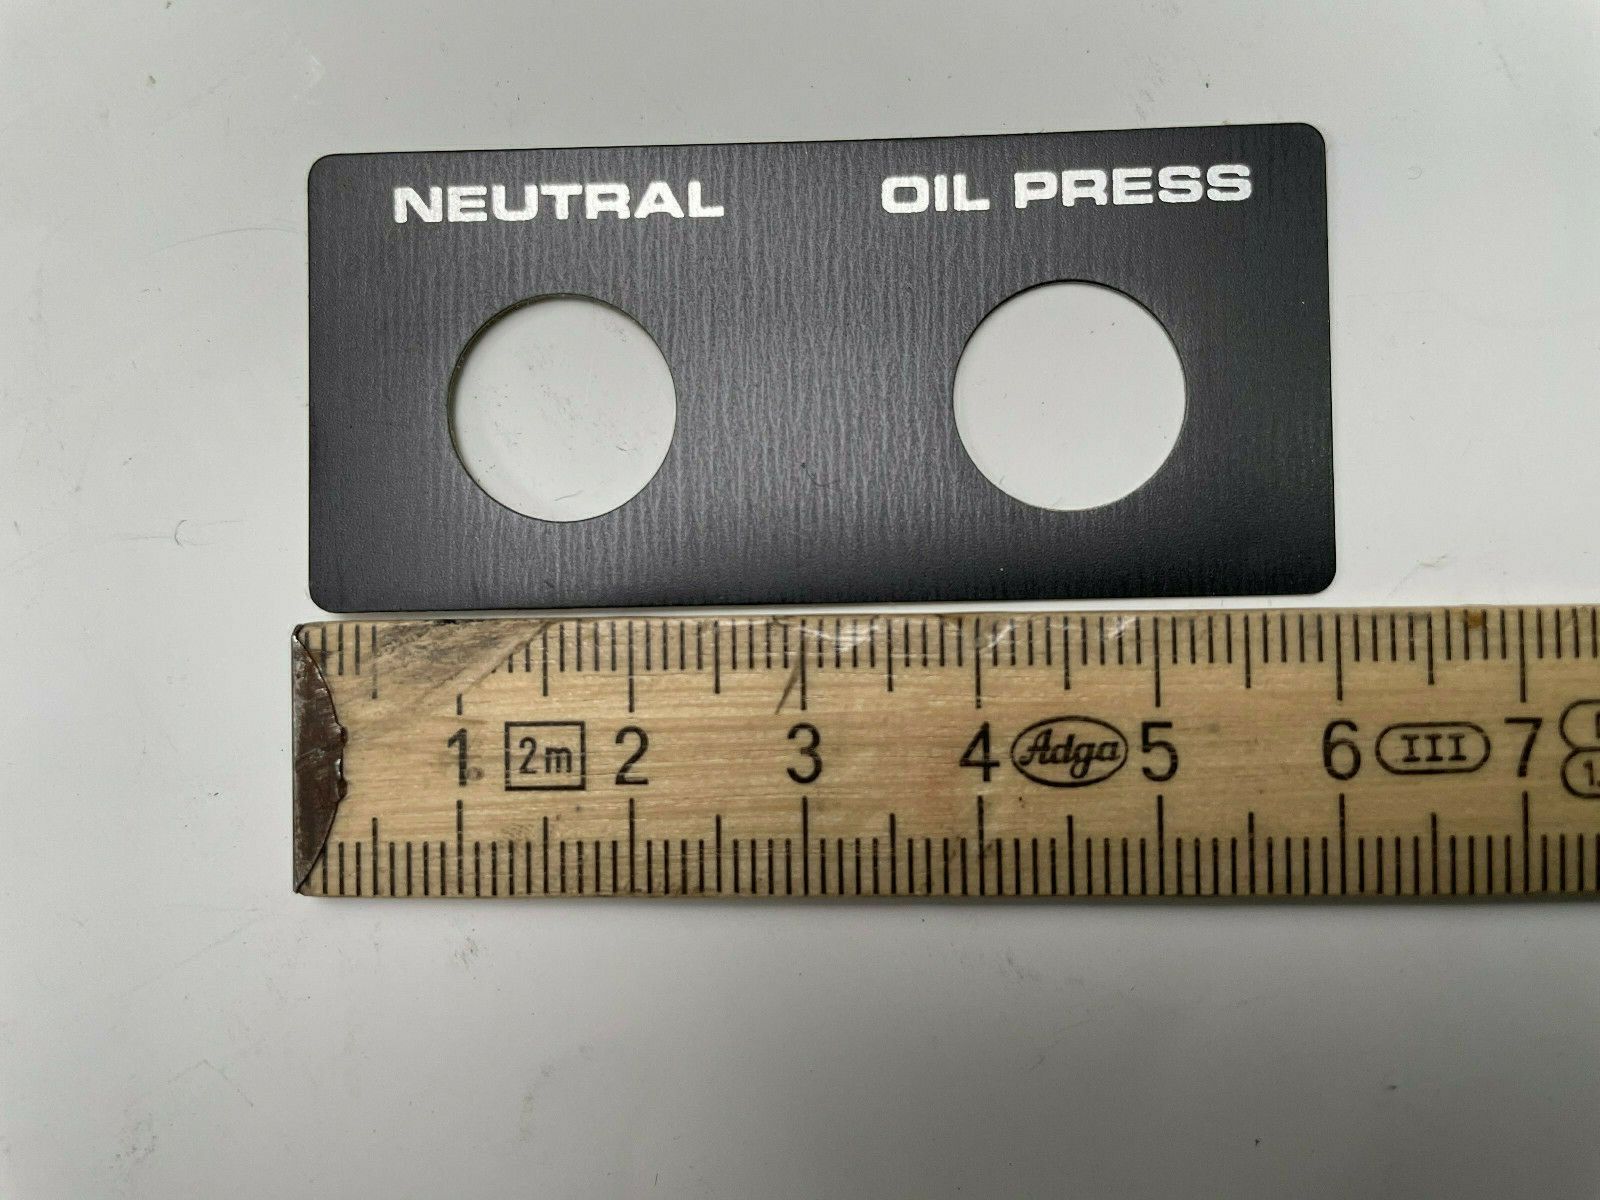 NEUTRAL OIL PRESS
1 2m 2 3 4 Adga 5 6 III 7